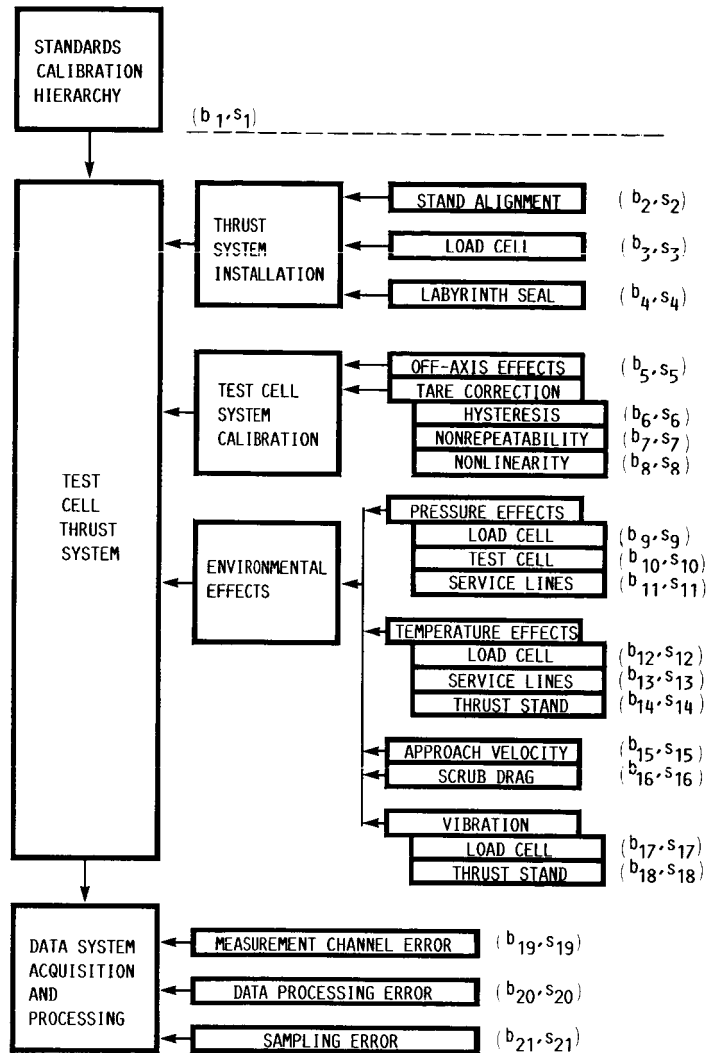 STANDARDS
CALIBRATION
HIERARCHY
(b1,s1)
TEST
CELL
THRUST
SYSTEM
THRUST
SYSTEM
INSTALLATION
STAND ALIGNMENT (b2,s2)
LOAD CELL (b3,s3)
LABYRINTH SEAL (b4,s4)
TEST CELL
SYSTEM
CALIBRATION
OFF-AXIS EFFECTS (b5,s5)
TARE CORRECTION
HYSTERESIS (b6,s6)
NONREPEATABILITY (b7,s7)
NONLINEARITY (b8,s8)
ENVIRONMENTAL
EFFECTS
PRESSURE EFFECTS
LOAD CELL (b9,s9)
TEST CELL (b10,s10)
SERVICE LINES (b11,s11)
TEMPERATURE EFFECTS
LOAD CELL (b12,s12)
SERVICE LINES (b13,s13)
THRUST STAND (b14,s14)
APPROACH VELOCITY (b15,s15)
SCRUB DRAG (b16,s16)
VIBRATION
LOAD CELL (b17,s17)
THRUST STAND (b18,s18)
DATA SYSTEM
ACQUISITION
AND
PROCESSING
MEASUREMENT CHANNEL ERROR (b19,s19)
DATA PROCESSING ERROR (b20,s20)
SAMPLING ERROR (b21,s21)